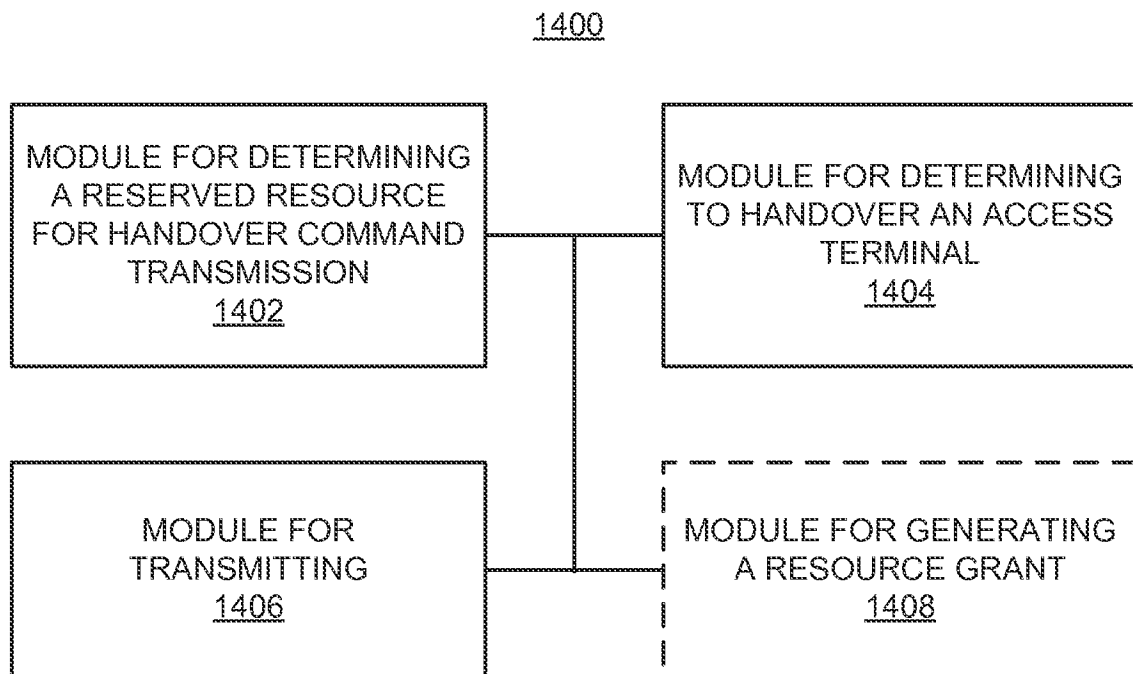 1400
MODULE FOR DETERMINING
A RESERVED RESOURCE
FOR HANDOVER COMMAND
TRANSMISSION
1402
MODULE FOR DETERMINING
TO HANDOVER AN ACCESS
TERMINAL
1404
MODULE FOR
TRANSMITTING
1406
MODULE FOR GENERATING
A RESOURCE GRANT
1408